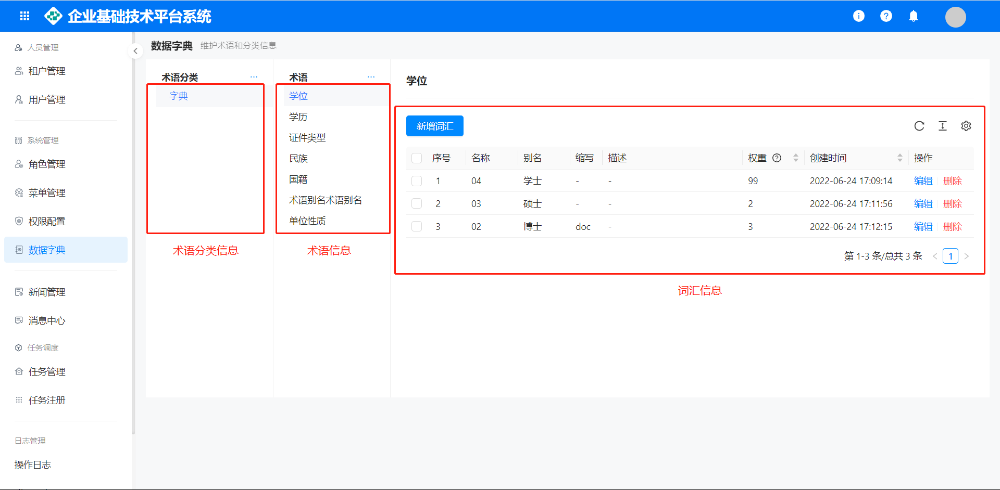 企业基础技术平台系统
人员管理
租户管理
用户管理
系统管理
角色管理
菜单管理
权限配置
数据字典
新闻管理
消息中心
任务调度
任务管理
任务注册
日志管理
操作日志
数据字典 维护术语和分类信息
术语分类 ...
字典
术语分类信息
术语 ...
学位
学历
证件类型
民族
国籍
术语别名术语别名
单位性质
术语信息
学位
新增词汇
序号 名称 别名 缩写 描述 权重 创建时间 操作
1 04 学士 - - 99 2022-06-24 17:09:14 编辑 删除
2 03 硕士 - - 2 2022-06-24 17:11:56 编辑 删除
3 02 博士 doc - 3 2022-06-24 17:12:15 编辑 删除
第 1-3 条/总共 3 条 < 1 >
词汇信息